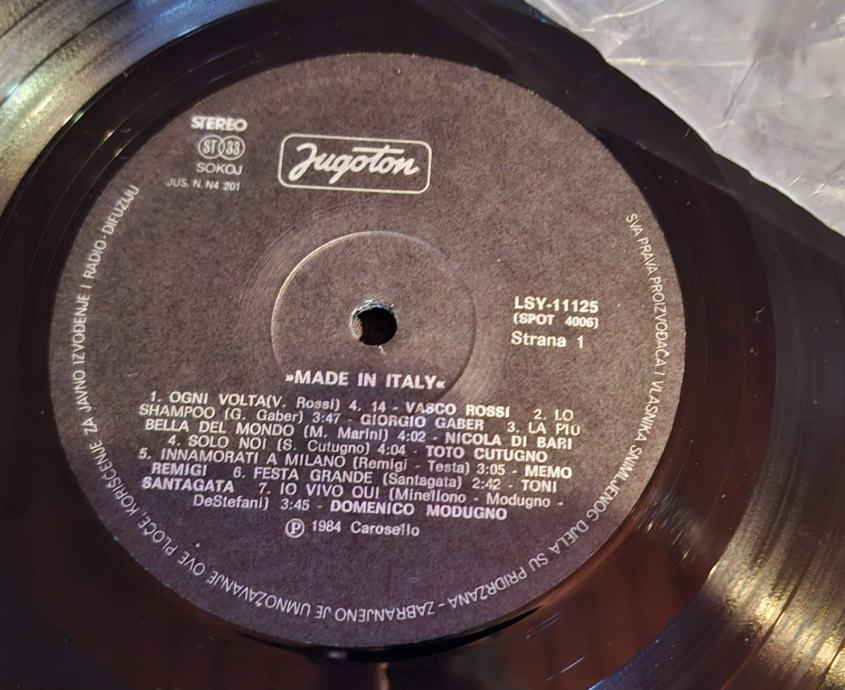 STEREO
ST 33
SOKOJ
JUS. N. N4 201
Jugoton
LSY-11125
(SPOT 4006)
Strana 1
»MADE IN ITALY«
1. OGNI VOLTA(V. Rossi) 4. 14 - VASCO ROSSI 2. LO
SHAMPOO (G. Gaber) 3:47 - GIORGIO GABER 3. LA PIÚ
BELLA DEL MONDO (M. Marini) 4:02 - NICOLA DI BARI
4. SOLO NOI (S. Cutugno) 4:04 - TOTO CUTUGNO
5. INNAMORATI A MILANO (Remigi - Testa) 3:05 - MEMO
REMIGI 6. FESTA GRANDE (Santagata) 2:42 - TONI
SANTAGATA 7. IO VIVO QUI (Minellono - Modugno -
DeStefani) 3:45 - DOMENICO MODUGNO
Ⓟ 1984 Carosello
SVA PRAVA PROIZVOĐAČA I VLASNIKA SNIMLJENOG DJELA SU PRIDRŽANA - ZABRANJENO JE UMNOŽAVANJE OVE PLOČE, KORIŠĆENJE ZA JAVNO IZVOĐENJE I RADIO-DIFUZIJU